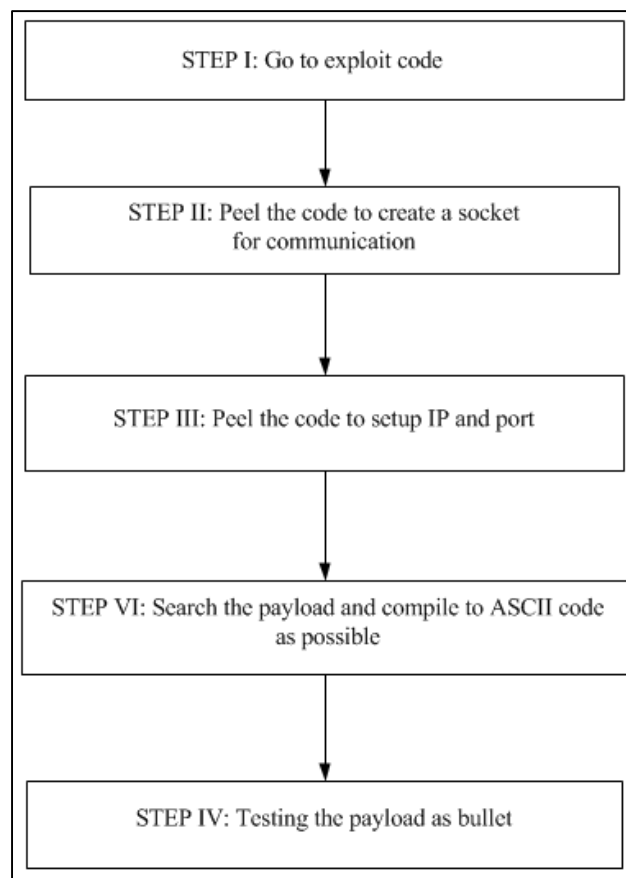 STEP I: Go to exploit code
STEP II: Peel the code to create a socket
for communication
STEP III: Peel the code to setup IP and port
STEP VI: Search the payload and compile to ASCII code
as possible
STEP IV: Testing the payload as bullet